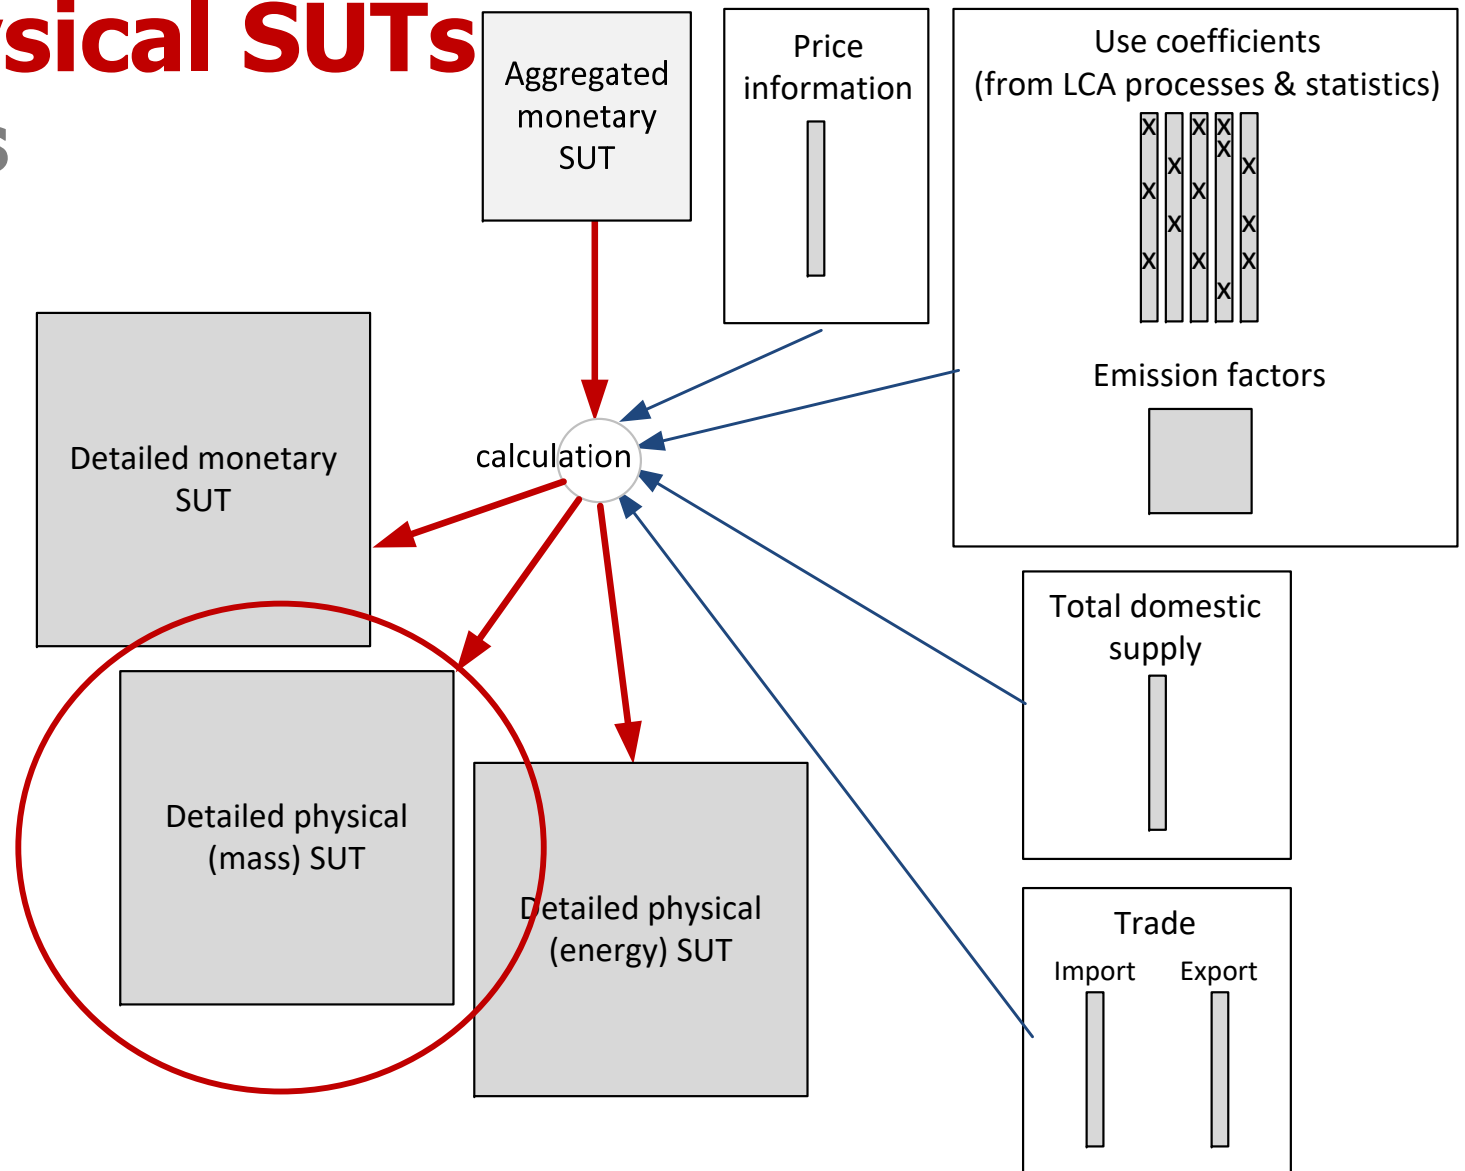 ysical SUTs
s
Aggregated
monetary
SUT
Price
information
Use coefficients
(from LCA processes & statistics)
x x x
x
x x
x x
x x
x x x
x
Emission factors
calculation
Detailed monetary
SUT
Total domestic
supply
Detailed physical
(mass) SUT
Detailed physical
(energy) SUT
Trade
Import Export